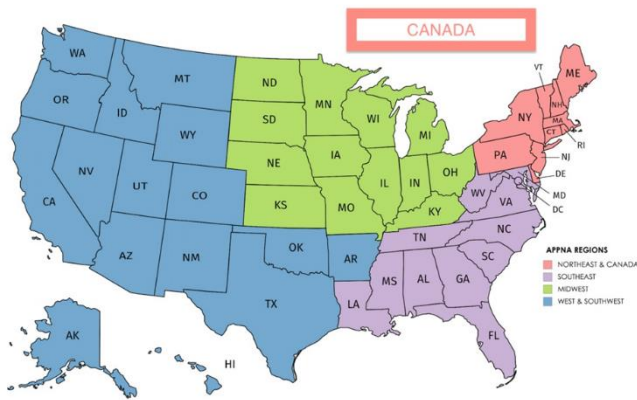 CANADA
WA
MT
ND
MN
VT
ME
OR
ID
SD
WI
NH
NY
MA
WY
MI
CT
RI
NV
NE
IA
PA
NJ
UT
CO
IL
IN
OH
DE
CA
KS
MO
WV
VA
MD
KY
DC
AZ
NM
OK
AR
TN
NC
SC
MS
AL
GA
TX
LA
FL
AK
HI
APPNA REGIONS
NORTHEAST & CANADA
SOUTHEAST
MIDWEST
WEST & SOUTHWEST